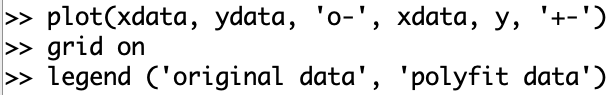 >> plot(xdata, ydata, 'o-', xdata, y, '+-')
>> grid on
>> legend ('original data', 'polyfit data')